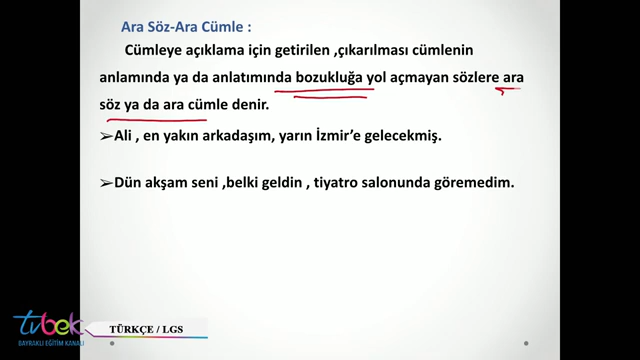 Ara Söz-Ara Cümle :
Cümleye açıklama için getirilen ,çıkarılması cümlenin
anlamında ya da anlatımında bozukluğa yol açmayan sözlere ara
söz ya da ara cümle denir.
➢Ali , en yakın arkadaşım, yarın İzmir’e gelecekmiş.
➢Dün akşam seni ,belki geldin , tiyatro salonunda göremedim.
tvbek
BAYRAKLI EĞİTİM KANALI
TÜRKÇE / LGS